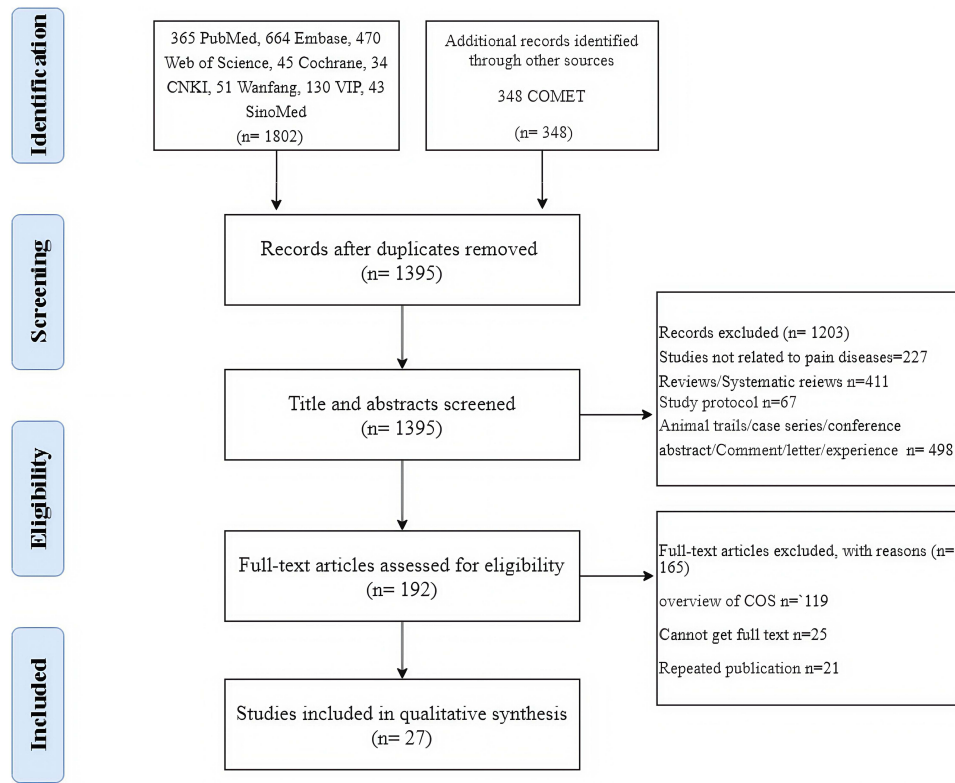 Identification
365 PubMed, 664 Embase, 470
Web of Science, 45 Cochrane, 34
CNKI, 51 Wanfang, 130 VIP, 43
SinoMed
(n= 1802)
Additional records identified
through other sources
348 COMET
(n= 348)
Screening
Records after duplicates removed
(n= 1395)
Title and abstracts screened
(n= 1395)
Records excluded (n= 1203)
Studies not related to pain diseases=227
Reviews/Systematic reiews n=411
Study protocol n=67
Animal trails/case series/conference
abstract/Comment/letter/experience n= 498
Eligibility
Full-text articles assessed for eligibility
(n= 192)
Full-text articles excluded, with reasons (n=
165)
overview of COS n=`119
Cannot get full text n=25
Repeated publication n=21
Included
Studies included in qualitative synthesis
(n= 27)